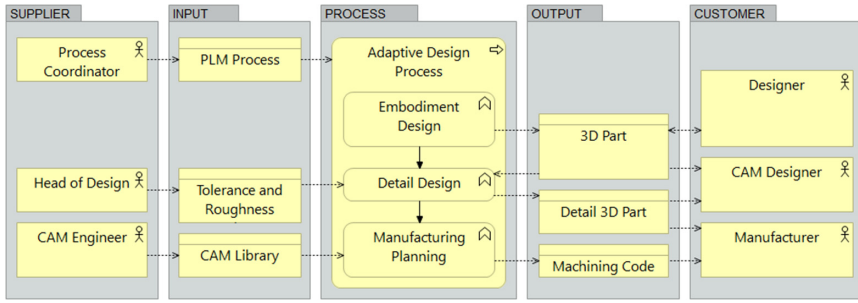 SUPPLIER
INPUT
PROCESS
OUTPUT
CUSTOMER
Process
Coordinator
PLM Process
Adaptive Design
Process
Embodiment
Design
3D Part
Designer
Head of Design
Tolerance and
Roughness
Detail Design
CAM Designer
Detail 3D Part
CAM Engineer
CAM Library
Manufacturing
Planning
Machining Code
Manufacturer